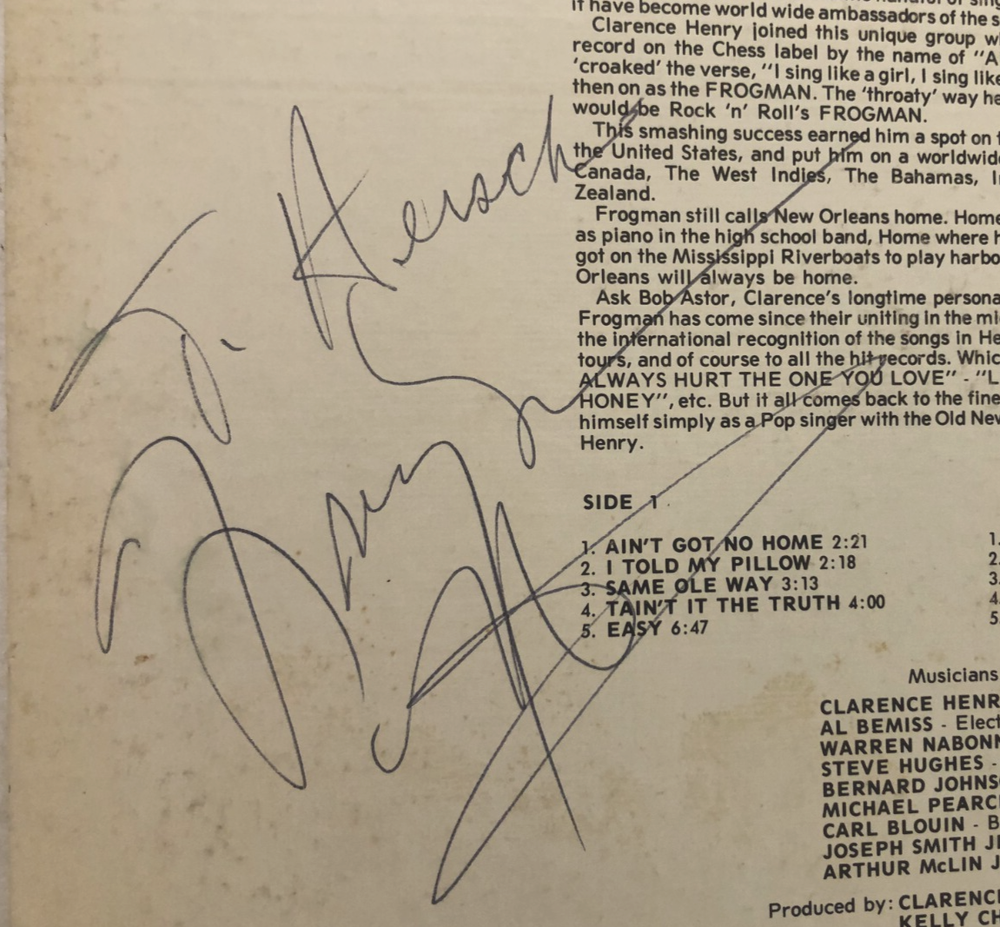 it have become world wide ambassadors of the s
Clarence Henry joined this unique group w
record on the Chess label by the name of "A
'croaked' the verse, "I sing like a girl, I sing like
then on as the FROGMAN. The 'throaty' way he
would be Rock 'n' Roll's FROGMAN.
This smashing success earned him a spot on t
the United States, and put him on a worldwide
Canada, The West Indies, The Bahamas, I
Zealand.
Frogman still calls New Orleans home. Home
as piano in the high school band, Home where h
got on the Mississippi Riverboats to play harbo
Orleans will always be home.
Ask Bob Astor, Clarence's longtime persona
Frogman has come since their uniting in the mi
the international recognition of the songs in He
tours, and of course to all the hit records. Whic
ALWAYS HURT THE ONE YOU LOVE" - "L
HONEY", etc. But it all comes back to the fine
himself simply as a Pop singer with the Old New
Henry.
To Hersch
SIDE 1
1. AIN'T GOT NO HOME 2:21
2. I TOLD MY PILLOW 2:18
3. SAME OLE WAY 3:13
4. TAIN'T IT THE TRUTH 4:00
5. EASY 6:47
1.
2.
3.
4.
5.
Musicians
CLARENCE HENR
AL BEMISS - Elect
WARREN NABONN
STEVE HUGHES -
BERNARD JOHNS
MICHAEL PEARC
CARL BLOUIN - B
JOSEPH SMITH J
ARTHUR McLIN J
Produced by: CLARENC
KELLY CH